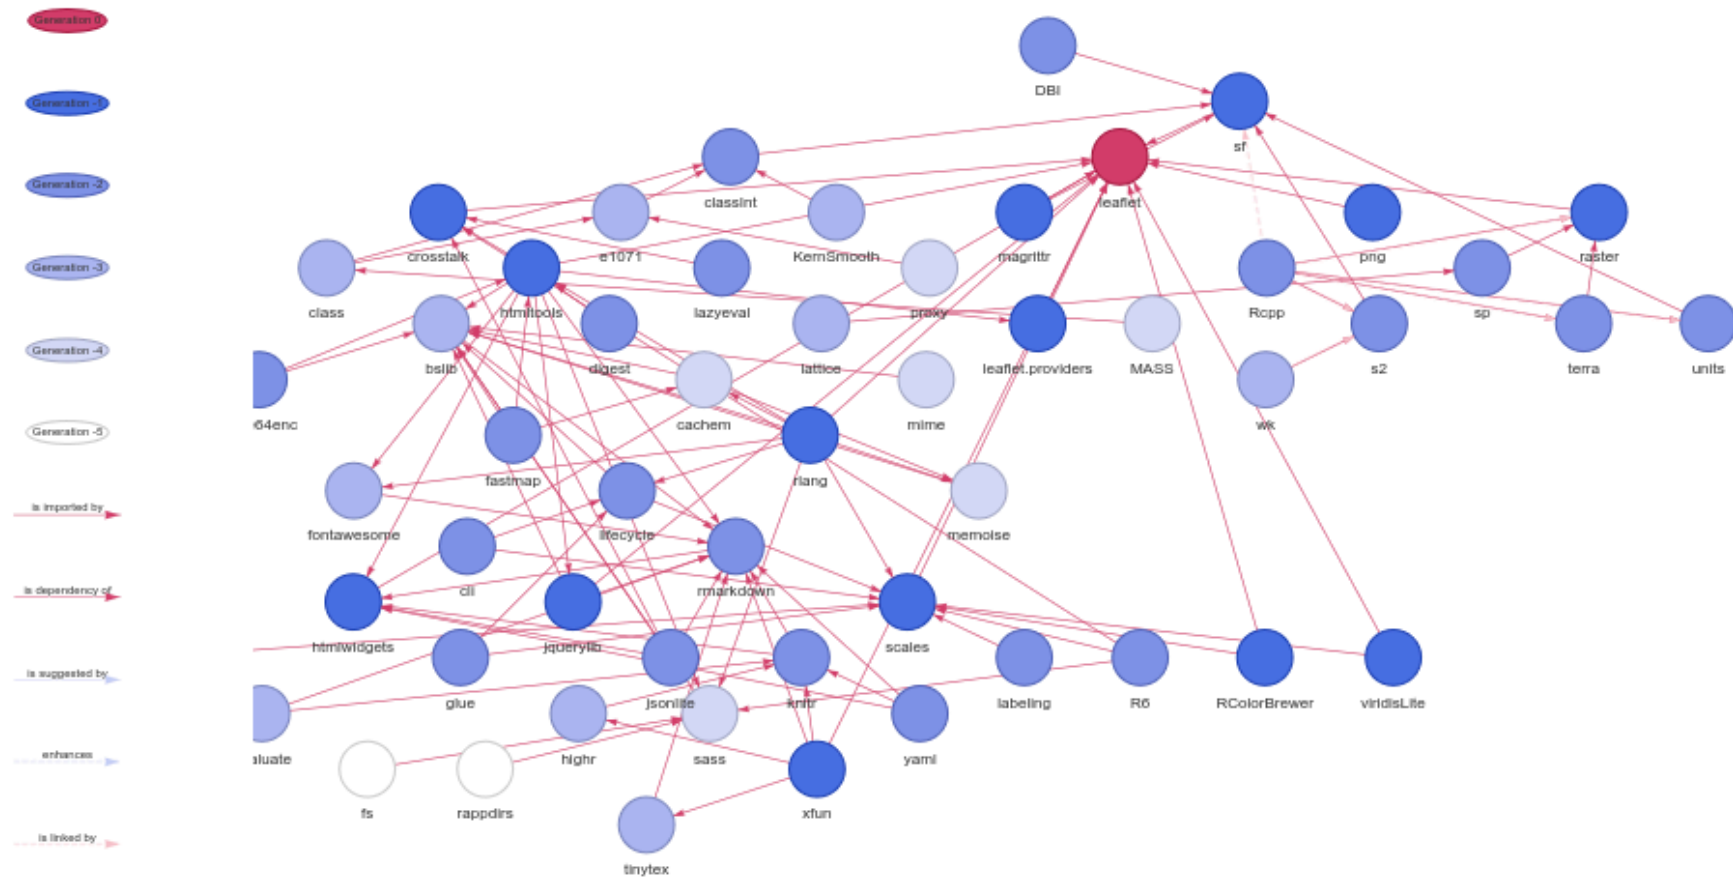 Generation 0
Generation -1
Generation -2
Generation -3
Generation -4
Generation -5
is imported by
is dependency of
is suggested by
enhances
is linked by
DBI
sf
classInt
leaflet
crosstalk
e1071
KernSmooth
magrittr
png
raster
class
htmltools
lazyeval
proxy
Rcpp
sp
bslib
digest
lattice
leaflet.providers
MASS
s2
terra
units
64enc
cachem
mime
wk
fastmap
rlang
fontawesome
lifecycle
memoise
cli
rmarkdown
htmlwidgets
jquerylib
scales
glue
jsonlite
knitr
labeling
R6
RColorBrewer
viridisLite
aluate
highr
sass
yaml
fs
rappdirs
xfun
tinytex